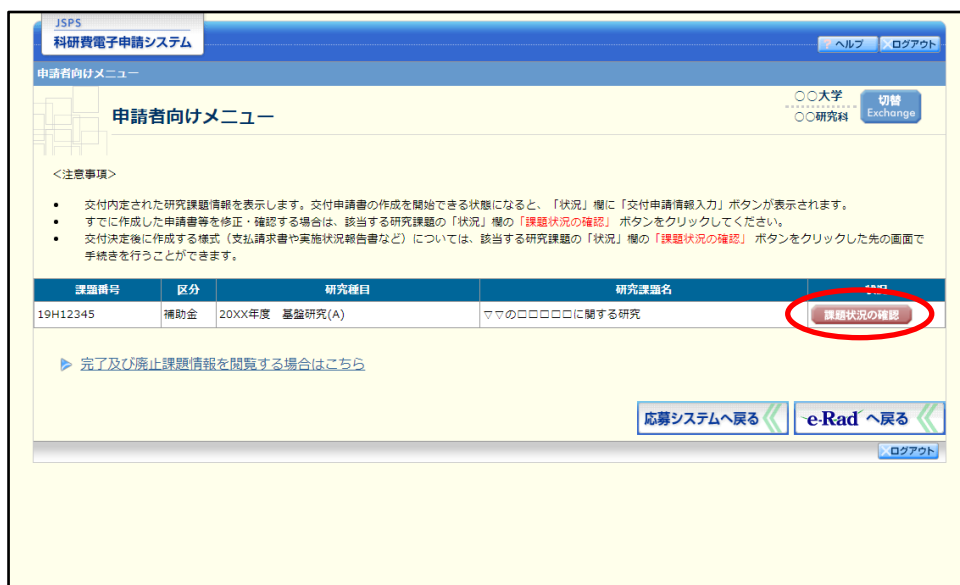 JSPS
科研費電子申請システム
? ヘルプ
ログアウト
申請者向けメニュー
申請者向けメニュー
〇〇大学
〇〇研究科
切替
Exchange
<注意事項>
• 交付内定された研究課題情報を表示します。交付申請書の作成を開始できる状態になると、「状況」欄に「交付申請情報入力」ボタンが表示されます。
• すでに作成した申請書等を修正・確認する場合は、該当する研究課題の「状況」欄の「課題状況の確認」 ボタンをクリックしてください。
• 交付決定後に作成する様式（支払請求書や実施状況報告書など）については、該当する研究課題の「状況」欄の「課題状況の確認」 ボタンをクリックした先の画面で
手続きを行うことができます。
課題番号 区分 研究種目 研究課題名 状況
19H12345 補助金 20XX年度 基盤研究(A) ▽▽の□□□□□に関する研究 課題状況の確認
完了及び廃止課題情報を閲覧する場合はこちら
応募システムへ戻る
e-Rad へ戻る
ログアウト